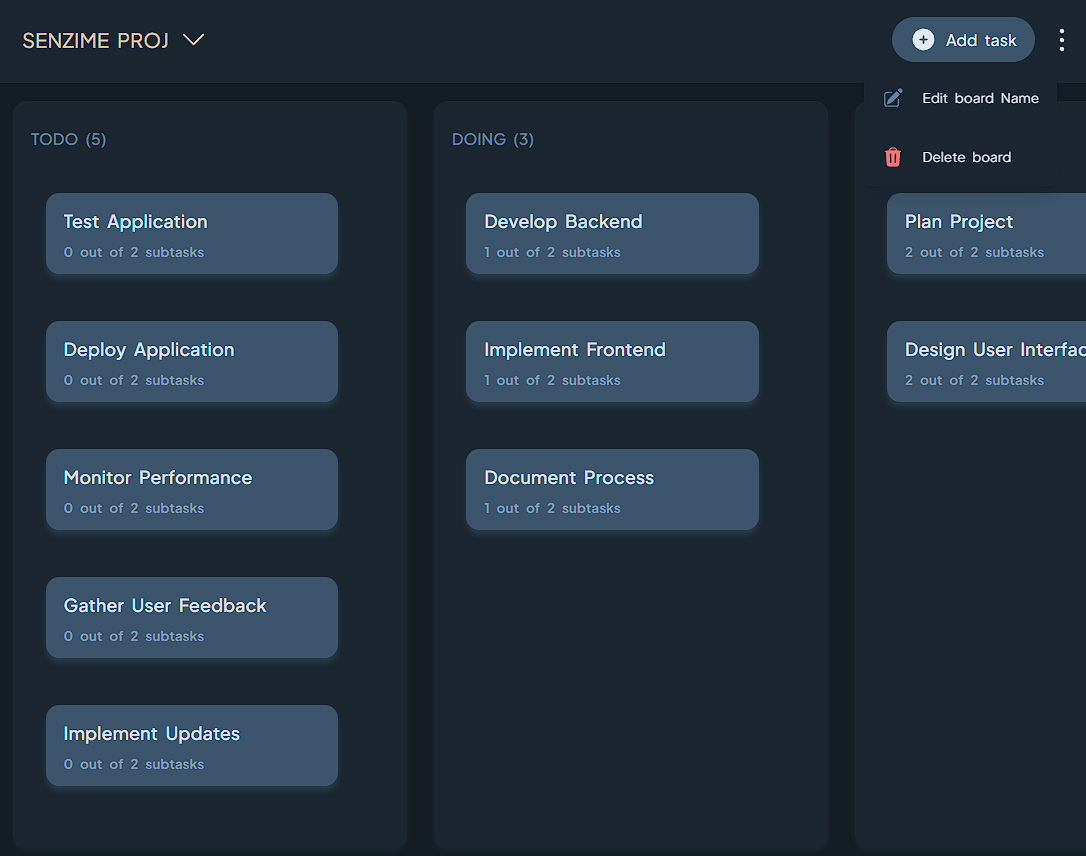 SENZIME PROJ
Add task
Edit board Name
Delete board
TODO (5)
Test Application
0 out of 2 subtasks
Deploy Application
0 out of 2 subtasks
Monitor Performance
0 out of 2 subtasks
Gather User Feedback
0 out of 2 subtasks
Implement Updates
0 out of 2 subtasks
DOING (3)
Develop Backend
1 out of 2 subtasks
Implement Frontend
1 out of 2 subtasks
Document Process
1 out of 2 subtasks
Plan Project
2 out of 2 subtasks
Design User
2 out of 2 subtasks